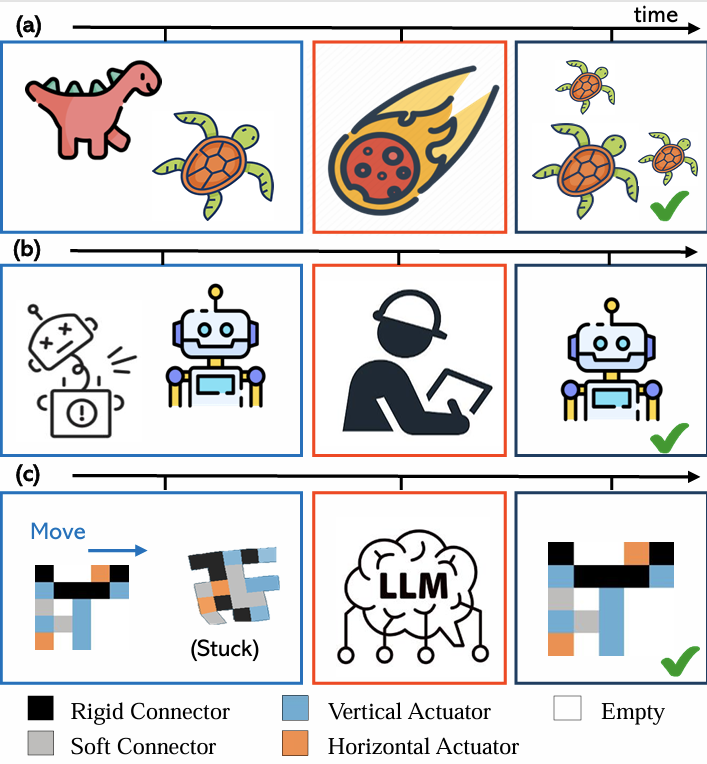 (a)
time
(b)
(c)
Move
(Stuck)
LLM
Rigid Connector
Vertical Actuator
Empty
Soft Connector
Horizontal Actuator